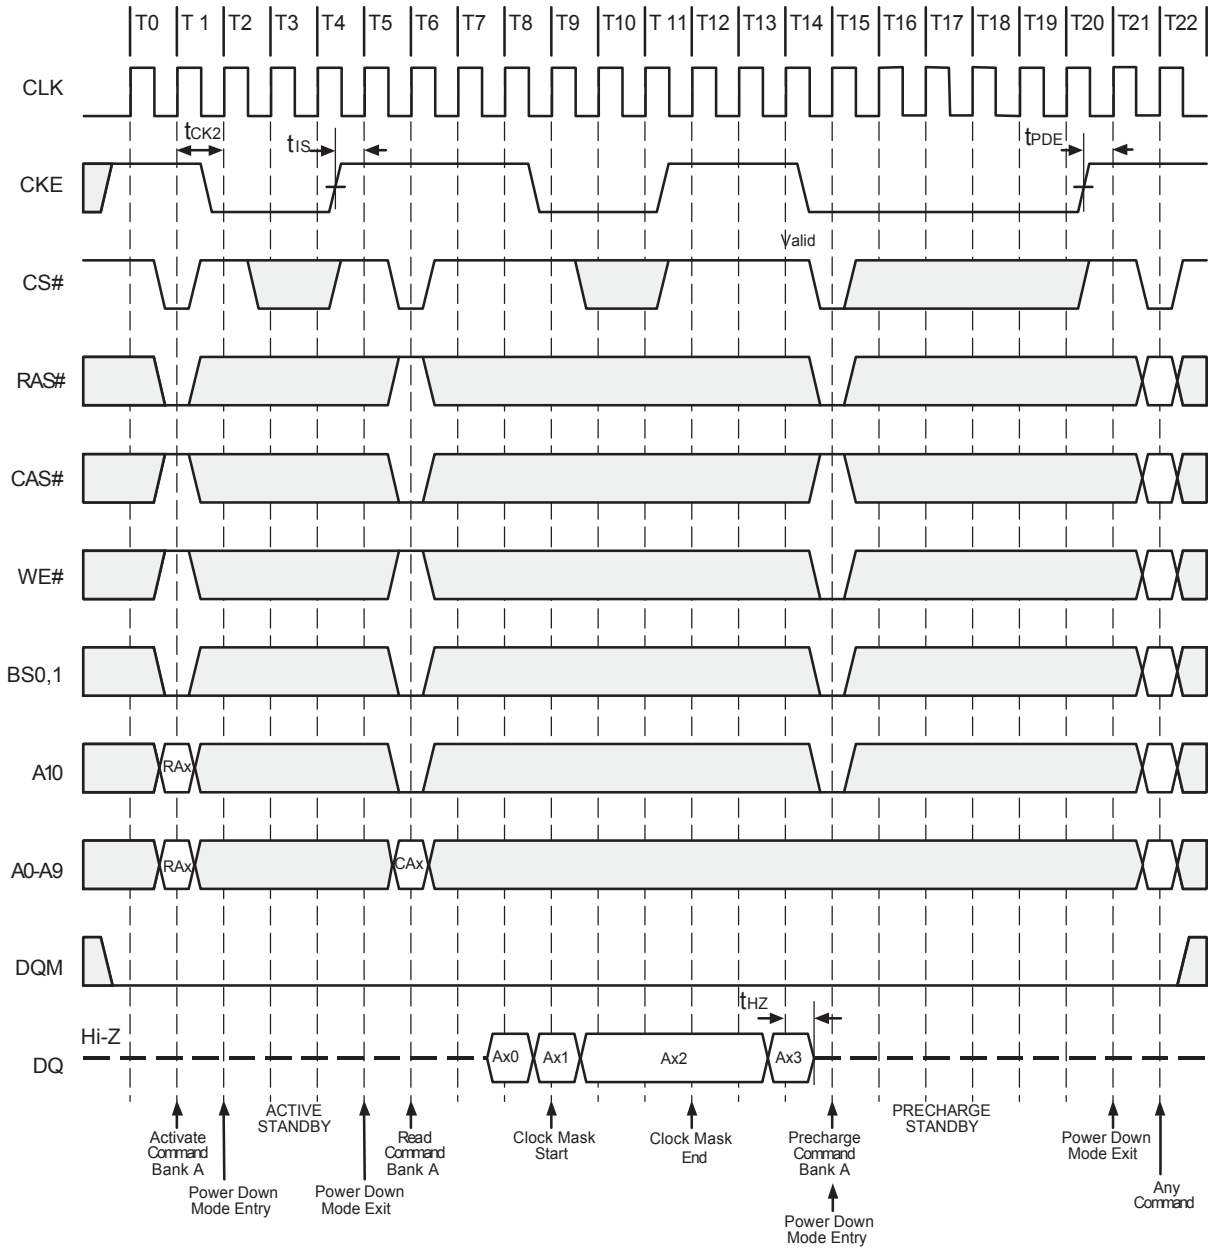 T0 T 1 T2 T3 T4 T5 T6 T7 T8 T9 T10 T 11 T12 T13 T14 T15 T16 T17 T18 T19 T20 T21 T22
CLK
tCK2
tIS
tPDE
CKE
Valid
CS#
RAS#
CAS#
WE#
BS0,1
RAx
A10
RAx
CAx
A0-A9
DQM
tHZ
Hi-Z
DQ
Ax0 Ax1 Ax2 Ax3
ACTIVE
STANDBY
PRECHARGE
STANDBY
Activate
Command
Bank A
Read
Command
Bank A
Clock Mask
Start
Clock Mask
End
Precharge
Command
Bank A
Power Down
Mode Exit
Power Down
Mode Entry
Power Down
Mode Exit
Any
Command
Power Down
Mode Entry